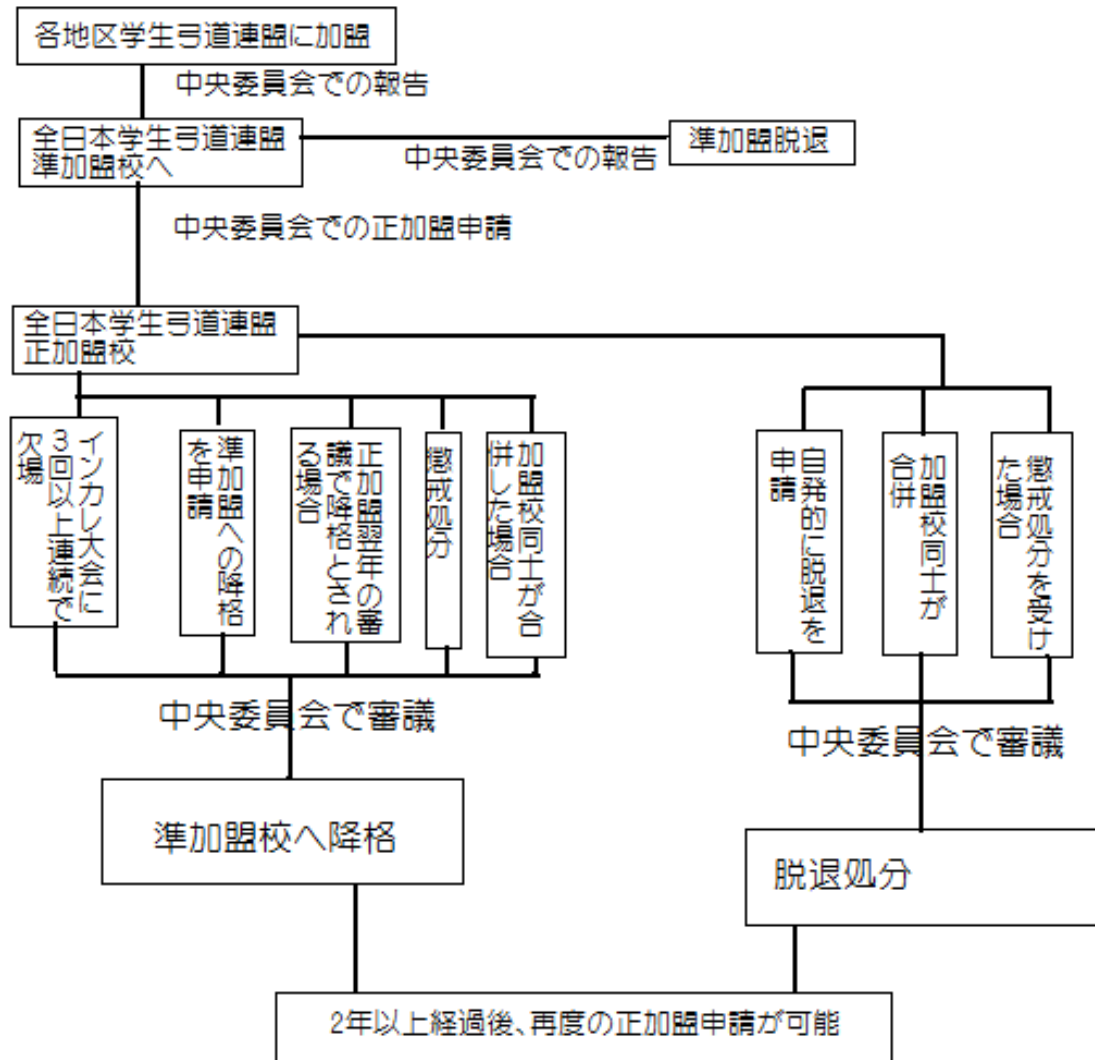 各地区学生弓道連盟に加盟
中央委員会での報告
全日本学生弓道連盟
準加盟校へ
中央委員会での報告
準加盟脱退
中央委員会での正加盟申請
全日本学生弓道連盟
正加盟校
インカレ大会に
３回以上連続で
欠場
準加盟への降格
を申請
正加盟翌年の審
議で降格とされ
る場合
懲戒処分
加盟校同士が合
併した場合
自発的に脱退を
申請
加盟校同士が
合併
懲戒処分を受け
た場合
中央委員会で審議
中央委員会で審議
準加盟校へ降格
脱退処分
2年以上経過後、再度の正加盟申請が可能